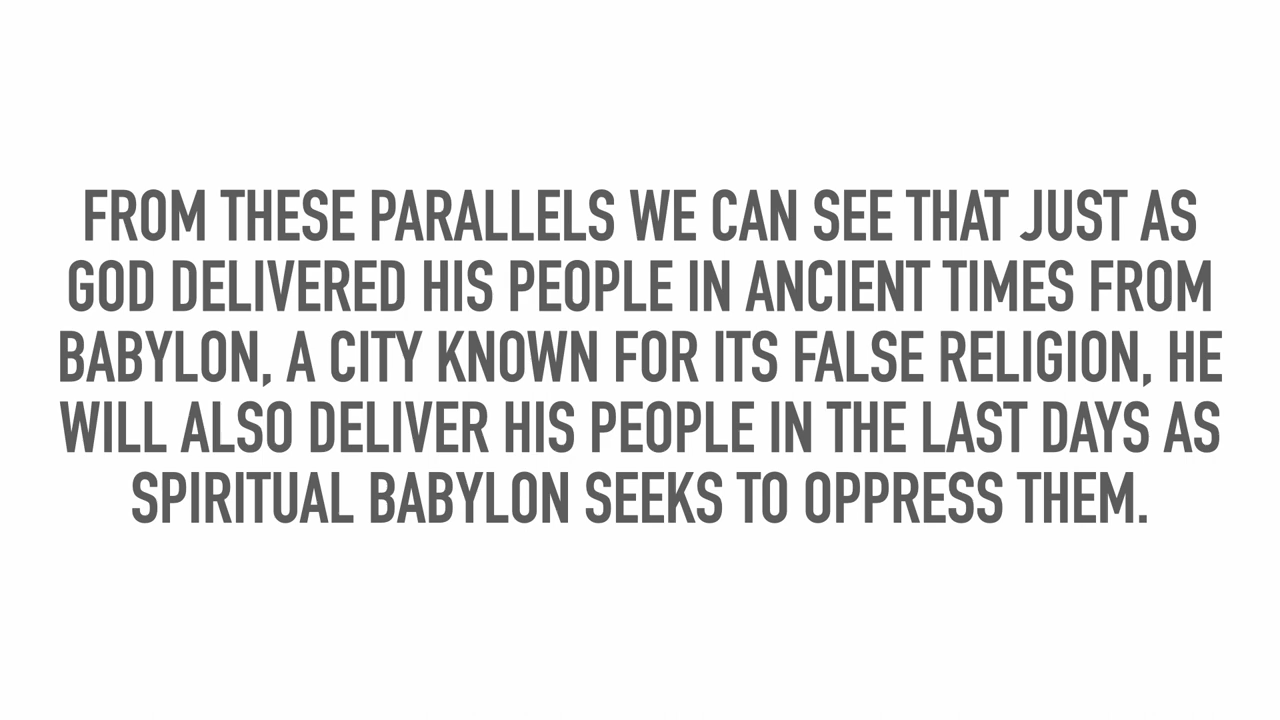 FROM THESE PARALLELS WE CAN SEE THAT JUST AS
GOD DELIVERED HIS PEOPLE IN ANCIENT TIMES FROM
BABYLON, A CITY KNOWN FOR ITS FALSE RELIGION, HE
WILL ALSO DELIVER HIS PEOPLE IN THE LAST DAYS AS
SPIRITUAL BABYLON SEEKS TO OPPRESS THEM.